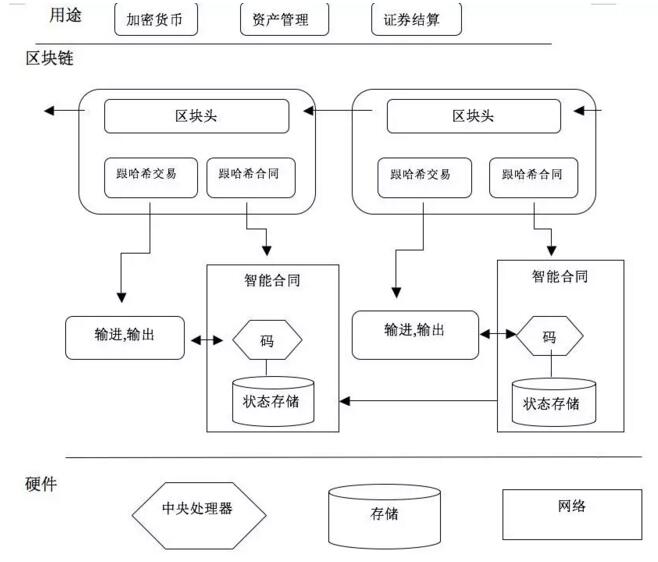 用途
加密货币
资产管理
证券结算
区块链
区块头
区块头
跟哈希交易
跟哈希合同
跟哈希交易
跟哈希合同
智能合同
智能合同
输进,输出
码
输进,输出
码
状态存储
状态存储
硬件
中央处理器
存储
网络